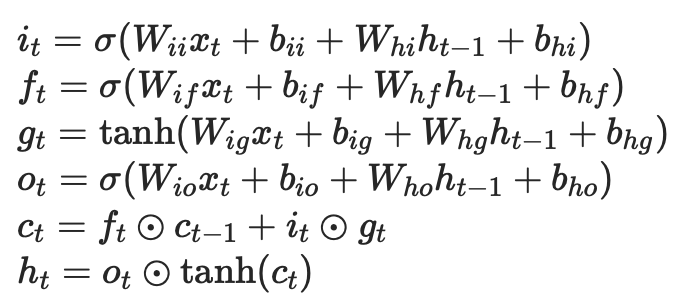 i_t = σ(W_{ii}x_t + b_{ii} + W_{hi}h_{t−1} + b_{hi})
f_t = σ(W_{if}x_t + b_{if} + W_{hf}h_{t−1} + b_{hf})
g_t = tanh(W_{ig}x_t + b_{ig} + W_{hg}h_{t−1} + b_{hg})
o_t = σ(W_{io}x_t + b_{io} + W_{ho}h_{t−1} + b_{ho})
c_t = f_t ⊙ c_{t−1} + i_t ⊙ g_t
h_t = o_t ⊙ tanh(c_t)